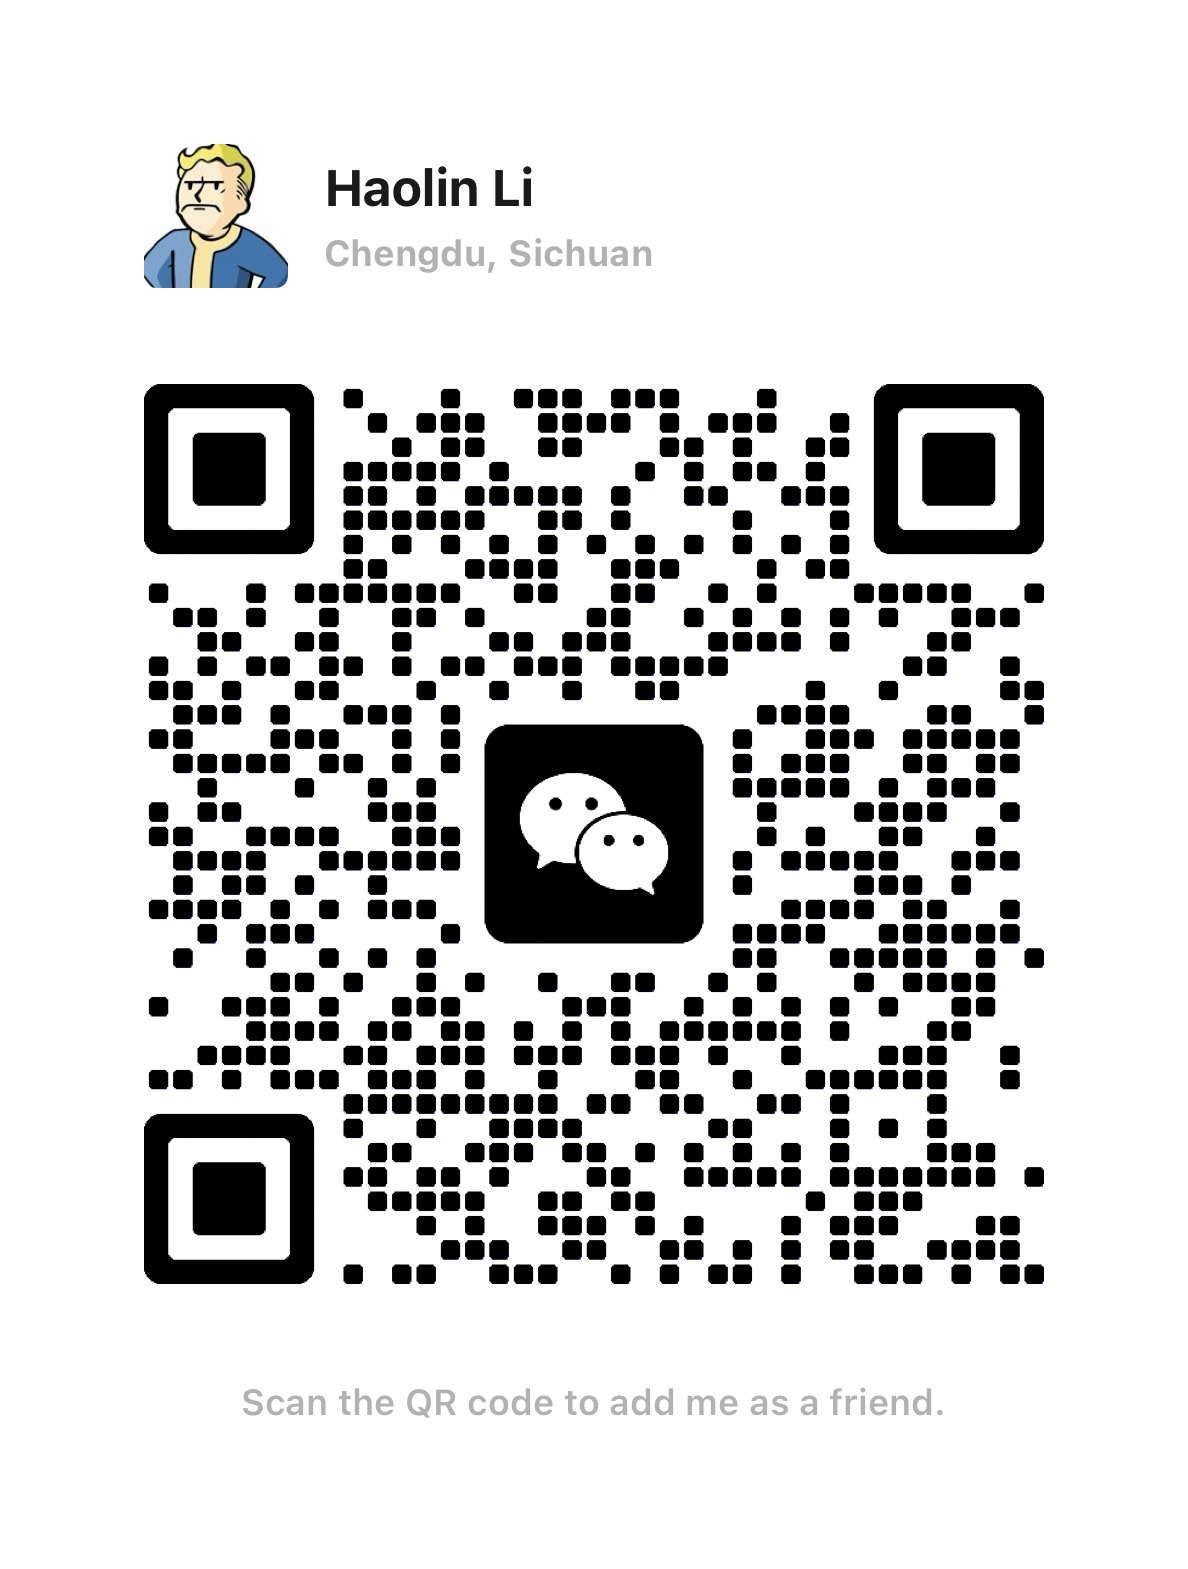 Haolin Li
Chengdu, Sichuan
Scan the QR code to add me as a friend.